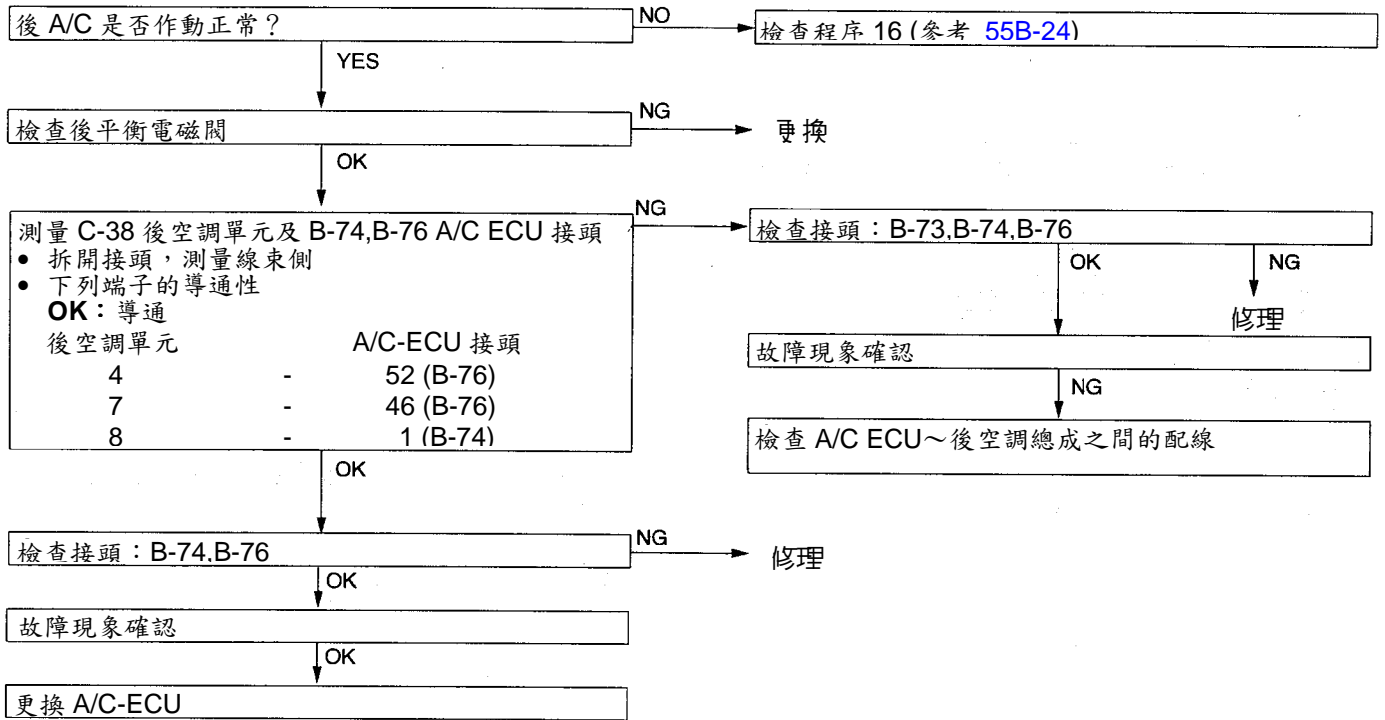 後 A/C 是否作動正常？
NO
檢查程序 16 (參考 55B-24)
YES
檢查後平衡電磁閥
NG
更換
OK
測量 C-38 後空調單元及 B-74,B-76 A/C ECU 接頭
• 拆開接頭，測量線束側
• 下列端子的導通性
OK：導通
後空調單元 A/C-ECU 接頭
4 - 52 (B-76)
7 - 46 (B-76)
8 - 1 (B-74)
NG
檢查接頭：B-73,B-74,B-76
OK
NG
修理
故障現象確認
NG
檢查 A/C ECU～後空調總成之間的配線
OK
檢查接頭：B-74,B-76
NG
修理
OK
故障現象確認
OK
更換 A/C-ECU